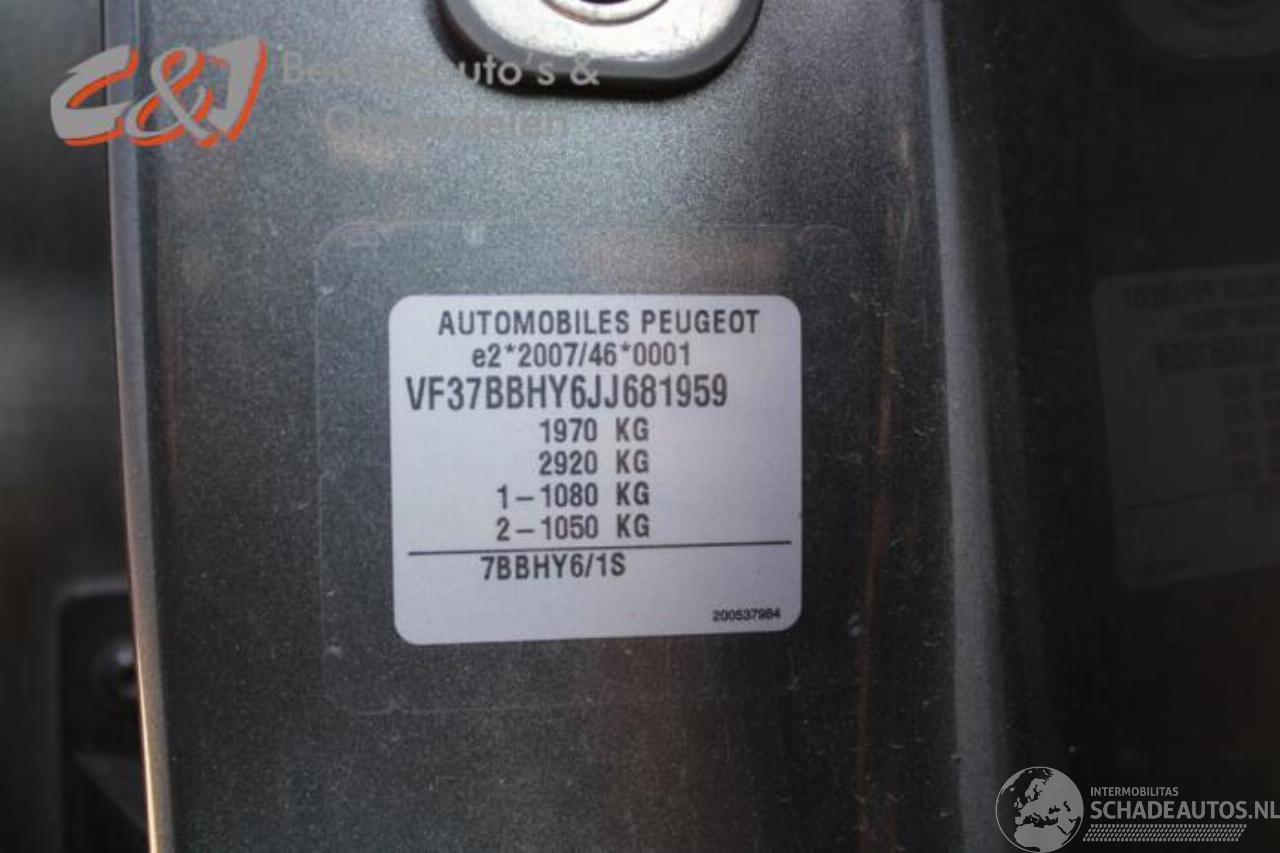 C&J
auto's &
AUTOMOBILES PEUGEOT
e2*2007/46*0001
VF37BBHY6JJ681959
1970 KG
2920 KG
1-1080 KG
2-1050 KG
7BBHY6/1S
200537984
INTERMOBILITAS
SCHADEAUTOS.NL